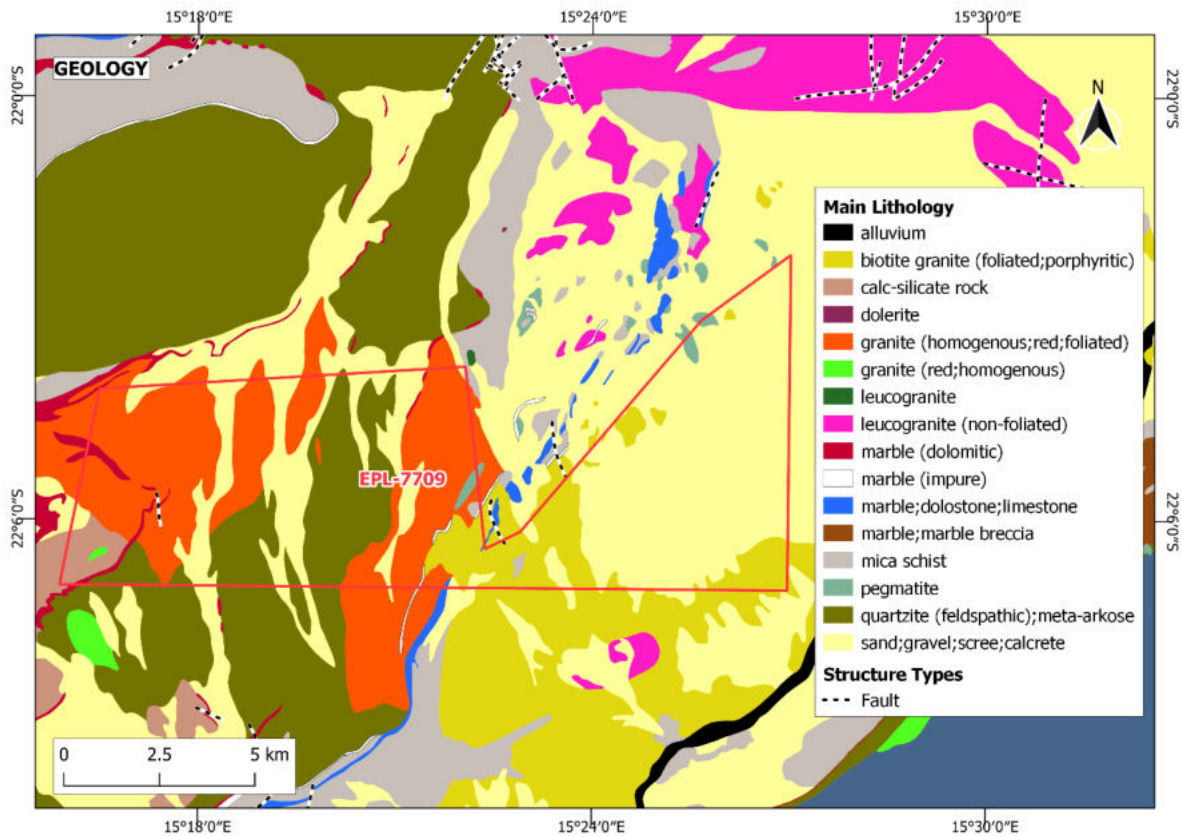 15°18'0"E 15°24'0"E 15°30'0"E
GEOLOGY
22°0'0"S 22°0'0"S
N
Main Lithology
alluvium
biotite granite (foliated;porphyritic)
calc-silicate rock
dolerite
granite (homogenous;red;foliated)
granite (red;homogenous)
leucogranite
leucogranite (non-foliated)
marble (dolomitic)
marble (impure)
marble;dolostone;limestone
marble;marble breccia
mica schist
pegmatite
quartzite (feldspathic);meta-arkose
sand;gravel;scree;calcrete
Structure Types
Fault
EPL-7709
22°6'0"S 22°6'0"S
0 2.5 5 km
15°18'0"E 15°24'0"E 15°30'0"E